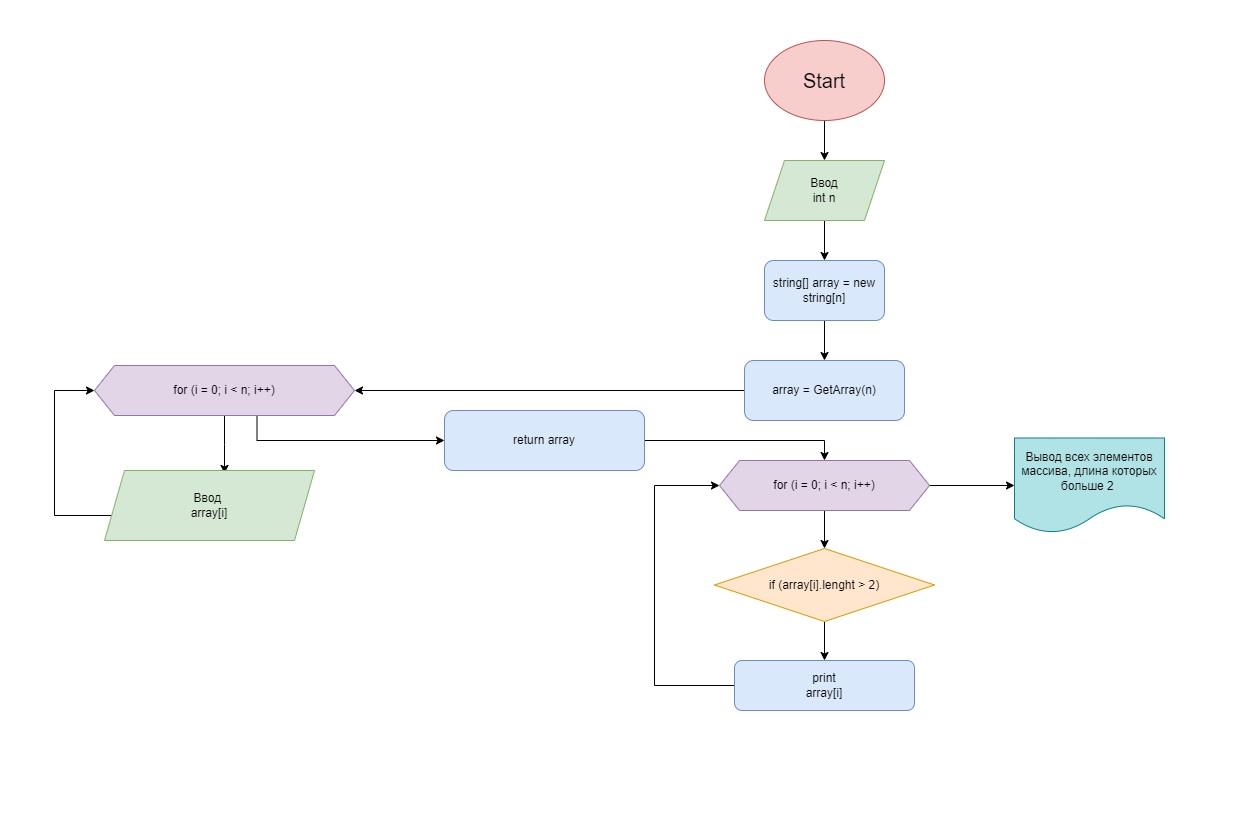 Start
Ввод
int n
string[] array = new
string[n]
array = GetArray(n)
for (i = 0; i < n; i++)
return array
Ввод
array[i]
for (i = 0; i < n; i++)
Вывод всех элементов
массива, длина которых
больше 2
if (array[i].lenght > 2)
print
array[i]